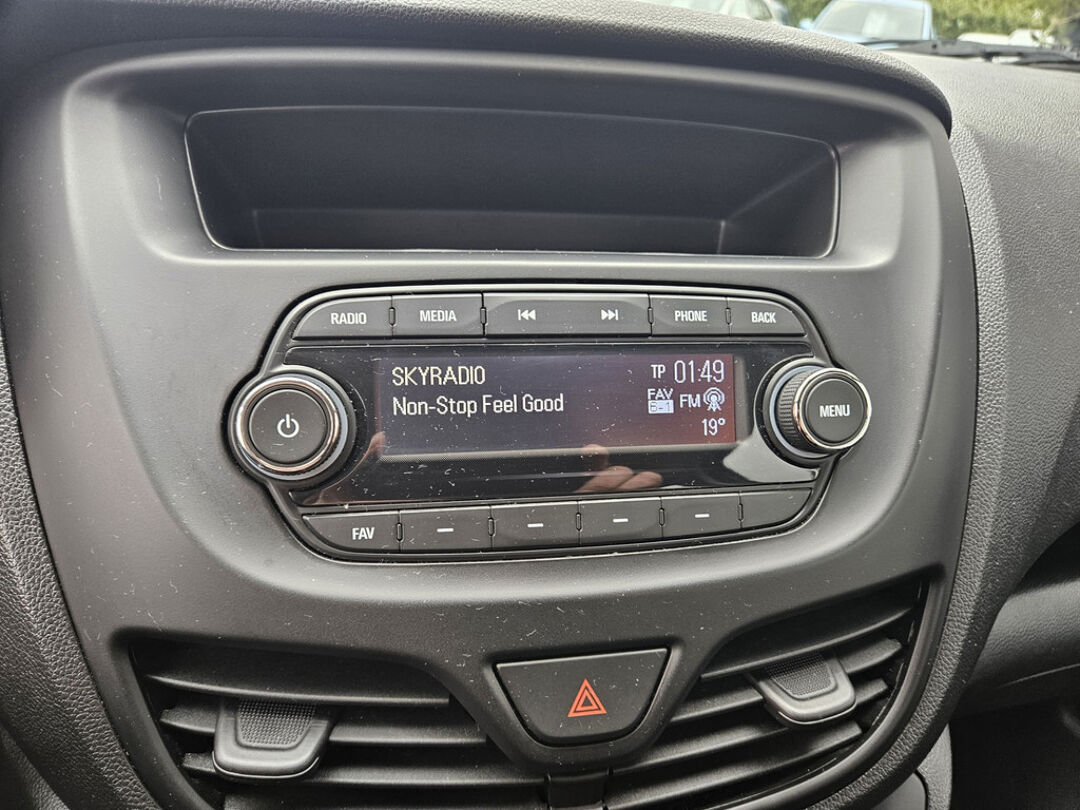 RADIO MEDIA PHONE BACK
SKYRADIO TP 01:49
Non-Stop Feel Good FAV 6-1 FM
19°
MENU
FAV